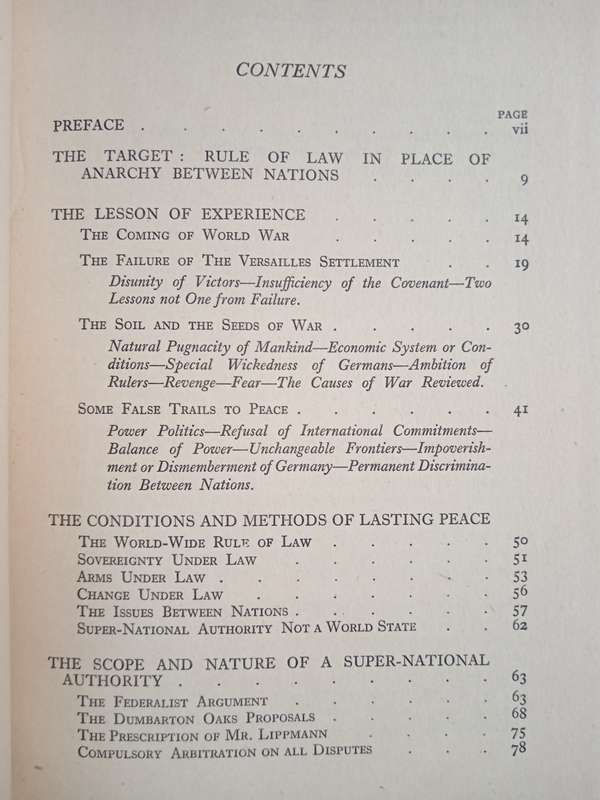 CONTENTS
PAGE
PREFACE . . . . . . . . . . vii
THE TARGET : RULE OF LAW IN PLACE OF
ANARCHY BETWEEN NATIONS . . . . 9
THE LESSON OF EXPERIENCE . . . . . 14
THE COMING OF WORLD WAR . . . . . 14
THE FAILURE OF THE VERSAILLES SETTLEMENT . . 19
Disunity of Victors—Insufficiency of the Covenant—Two
Lessons not One from Failure.
THE SOIL AND THE SEEDS OF WAR . . . . . 30
Natural Pugnacity of Mankind—Economic System or Con-
ditions—Special Wickedness of Germans—Ambition of
Rulers—Revenge—Fear—The Causes of War Reviewed.
SOME FALSE TRAILS TO PEACE . . . . . . 41
Power Politics—Refusal of International Commitments—
Balance of Power—Unchangeable Frontiers—Impoverish-
ment or Dismemberment of Germany—Permanent Discrimina-
tion Between Nations.
THE CONDITIONS AND METHODS OF LASTING PEACE
THE WORLD-WIDE RULE OF LAW . . . . . 50
SOVEREIGNTY UNDER LAW . . . . . 51
ARMS UNDER LAW . . . . . . . . 53
CHANGE UNDER LAW . . . . . . . 56
THE ISSUES BETWEEN NATIONS . . . . . . 57
SUPER-NATIONAL AUTHORITY NOT A WORLD STATE . . 62
THE SCOPE AND NATURE OF A SUPER-NATIONAL
AUTHORITY . . . . . . . . . 63
THE FEDERALIST ARGUMENT . . . . . . 63
THE DUMBARTON OAKS PROPOSALS . . . . . 68
THE PRESCRIPTION OF MR. LIPPMANN . . . . 75
COMPULSORY ARBITRATION ON ALL DISPUTES . . . 78